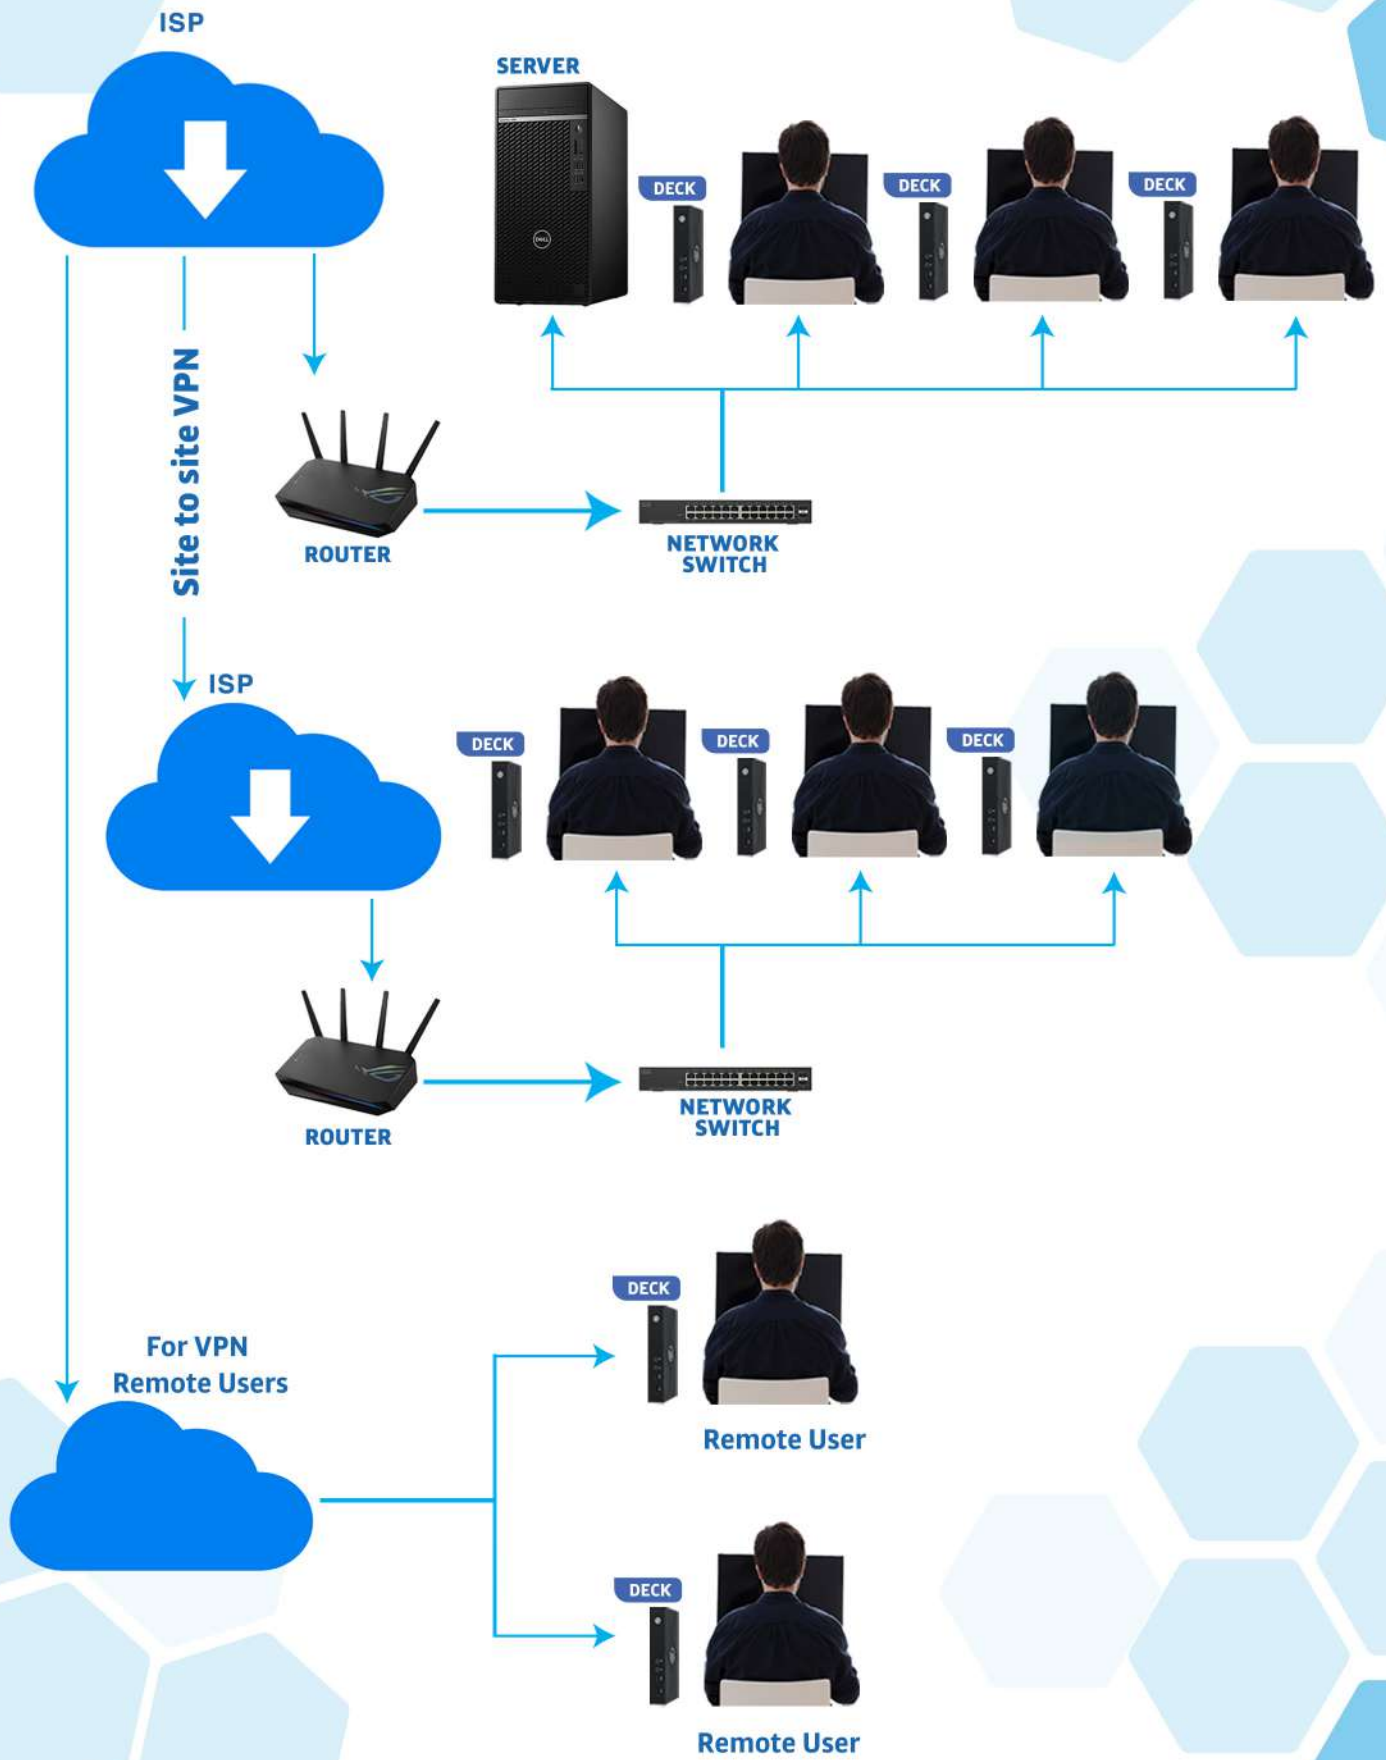 ISP
SERVER
DECK
DECK
DECK
Site to site VPN
ROUTER
NETWORK
SWITCH
ISP
DECK
DECK
DECK
ROUTER
NETWORK
SWITCH
For VPN
Remote Users
DECK
Remote User
DECK
Remote User